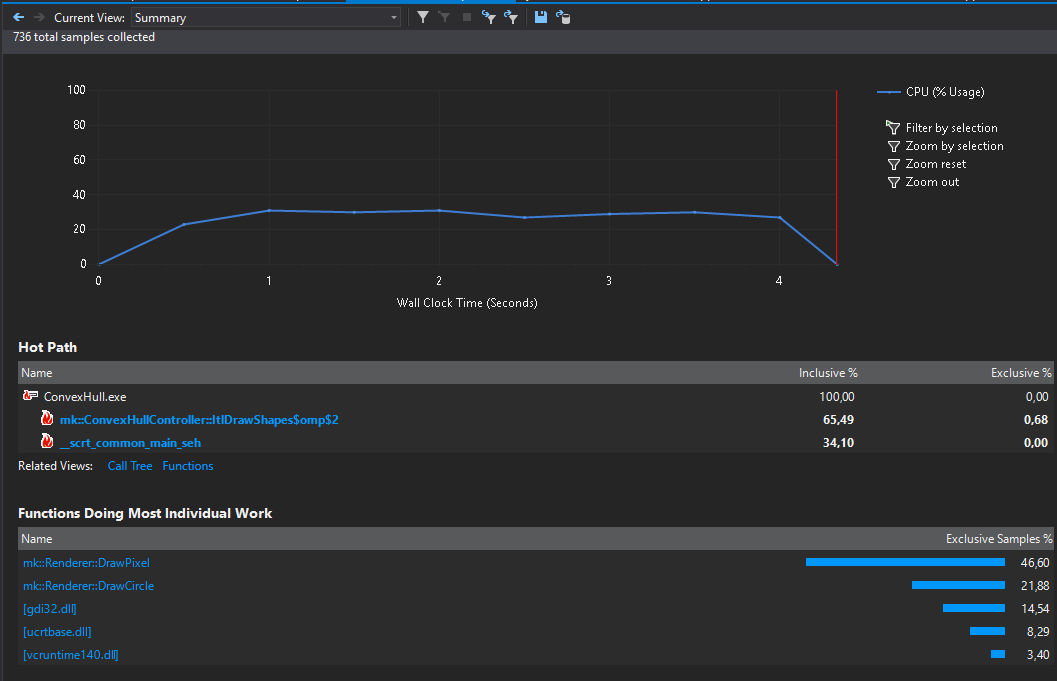 Current View: Summary
736 total samples collected
100
80
60
40
20
0
0 1 2 3 4
Wall Clock Time (Seconds)
CPU (% Usage)
Filter by selection
Zoom by selection
Zoom reset
Zoom out
Hot Path
Name Inclusive % Exclusive %
ConvexHull.exe 100,00 0,00
mk::ConvexHullController::ItlDrawShapes$omp$2 65,49 0,68
__scrt_common_main_seh 34,10 0,00
Related Views: Call Tree Functions
Functions Doing Most Individual Work
Name Exclusive Samples %
mk::Renderer::DrawPixel 46,60
mk::Renderer::DrawCircle 21,88
[gdi32.dll] 14,54
[ucrtbase.dll] 8,29
[vcruntime140.dll] 3,40